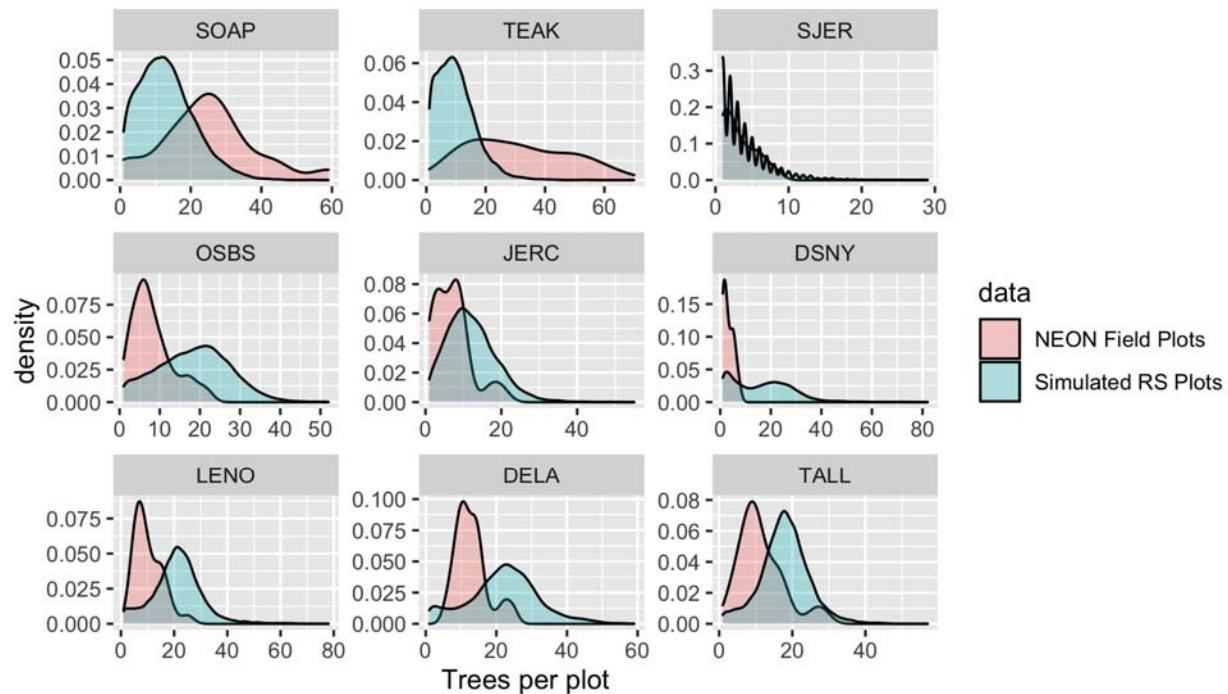 SOAP TEAK SJER
0.05 0.06 0.3
0.04 0.04 0.2
0.03 0.02 0.1
0.02 0.00 0.0
0.01
0.00
0 20 40 60 0 20 40 60 0 10 20 30
OSBS JERC DSNY
0.075 0.08 0.15
0.050 0.06 0.10
0.025 0.04 0.05
0.000 0.02 0.00
0.00
0 10 20 30 40 50 0 20 40 0 20 40 60 80
LENO DELA TALL
0.075 0.100 0.08
0.050 0.075 0.06
0.025 0.050 0.04
0.000 0.025 0.02
0.000 0.00
0 20 40 60 80 0 10 20 30 40 50 60 0 20 40
density
Trees per plot
data
NEON Field Plots
Simulated RS Plots